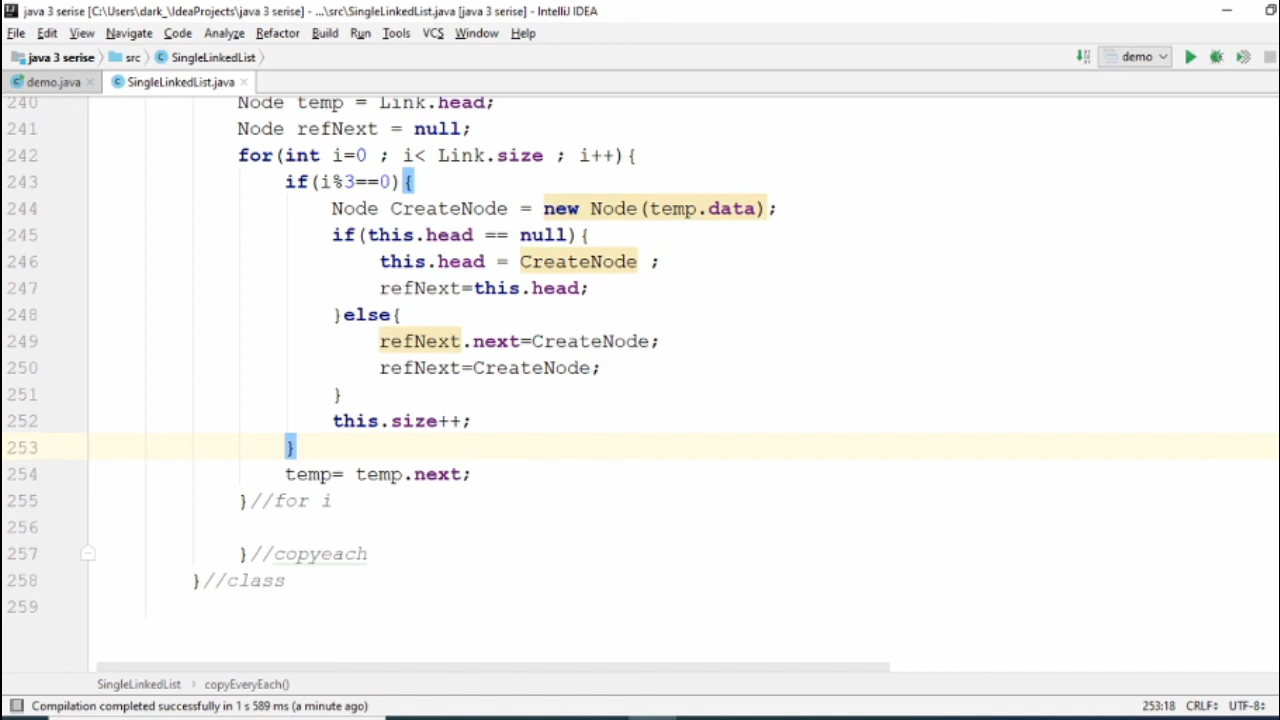 java 3 serise [C:\Users\dark_\IdeaProjects\java 3 serise] - ...\src\SingleLinkedList.java [java 3 serise] - IntelliJ IDEA
File Edit View Navigate Code Analyze Refactor Build Run Tools VCS Window Help
java 3 serise src SingleLinkedList demo
demo.java SingleLinkedList.java
240 Node temp = Link.head;
241 Node refNext = null;
242 for(int i=0 ; i< Link.size ; i++){
243 if(i%3==0){
244 Node CreateNode = new Node(temp.data);
245 if(this.head == null){
246 this.head = CreateNode ;
247 refNext=this.head;
248 }else{
249 refNext.next=CreateNode;
250 refNext=CreateNode;
251 }
252 this.size++;
253 }
254 temp= temp.next;
255 }//for i
256
257 }//copyeach
258 }//class
259
SingleLinkedList copyEveryEach()
Compilation completed successfully in 1 s 589 ms (a minute ago) 253:18 CRLF UTF-8